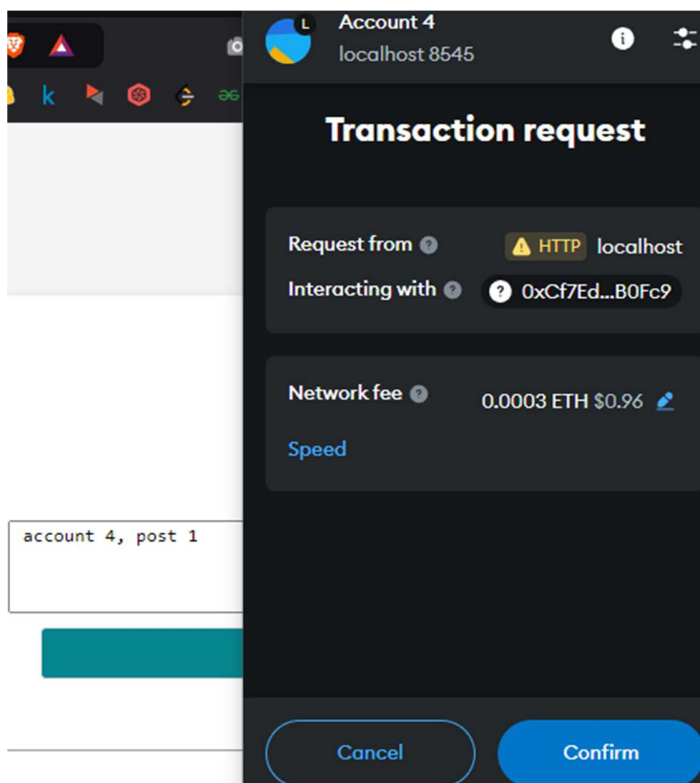 L
Account 4
localhost 8545
k
Transaction request
Request from
HTTP localhost
Interacting with
0xCf7Ed...B0Fc9
Network fee
0.0003 ETH $0.96
Speed
account 4, post 1
Cancel
Confirm